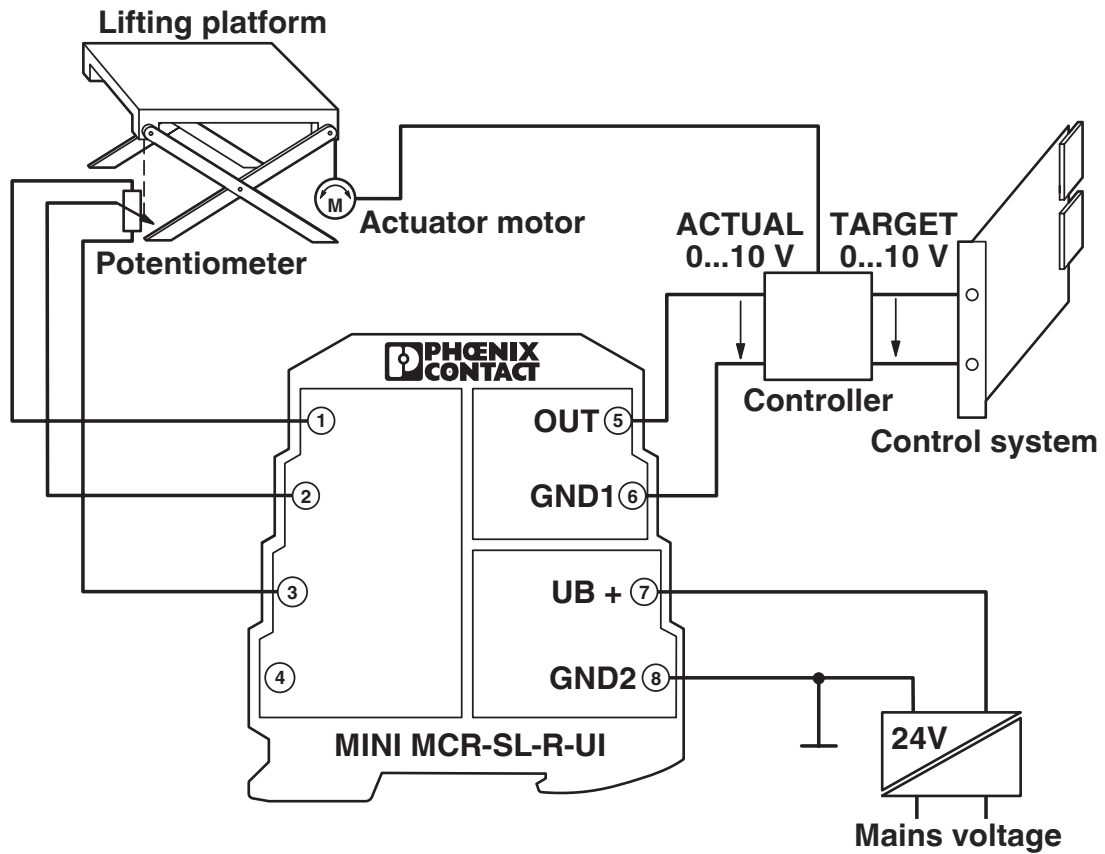 Lifting platform
M
Actuator motor
Potentiometer
ACTUAL
0...10 V
TARGET
0...10 V
Controller
Control system
PHŒNIX
CONTACT
1
OUT 5
2
GND1 6
3
UB + 7
4
GND2 8
MINI MCR-SL-R-UI
24V
Mains voltage